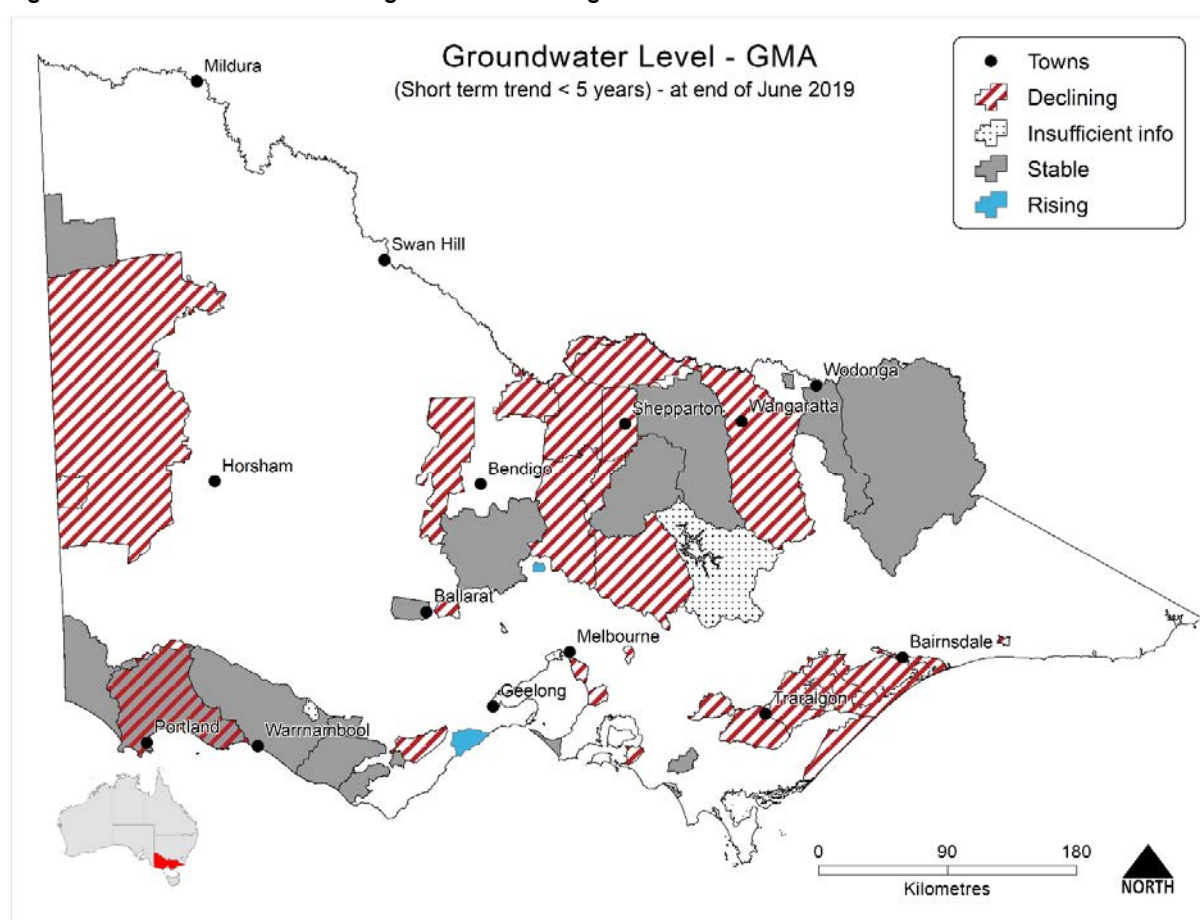 Groundwater Level - GMA
(Short term trend < 5 years) - at end of June 2019
Towns
Declining
Insufficient info
Stable
Rising
Mildura
Swan Hill
Wodonga
Shepparton
Wangaratta
Horsham
Bendigo
Ballarat
Melbourne
Bairnsdale
Geelong
Traralgon
Portland
Warrnambool
0 90 180
Kilometres
NORTH